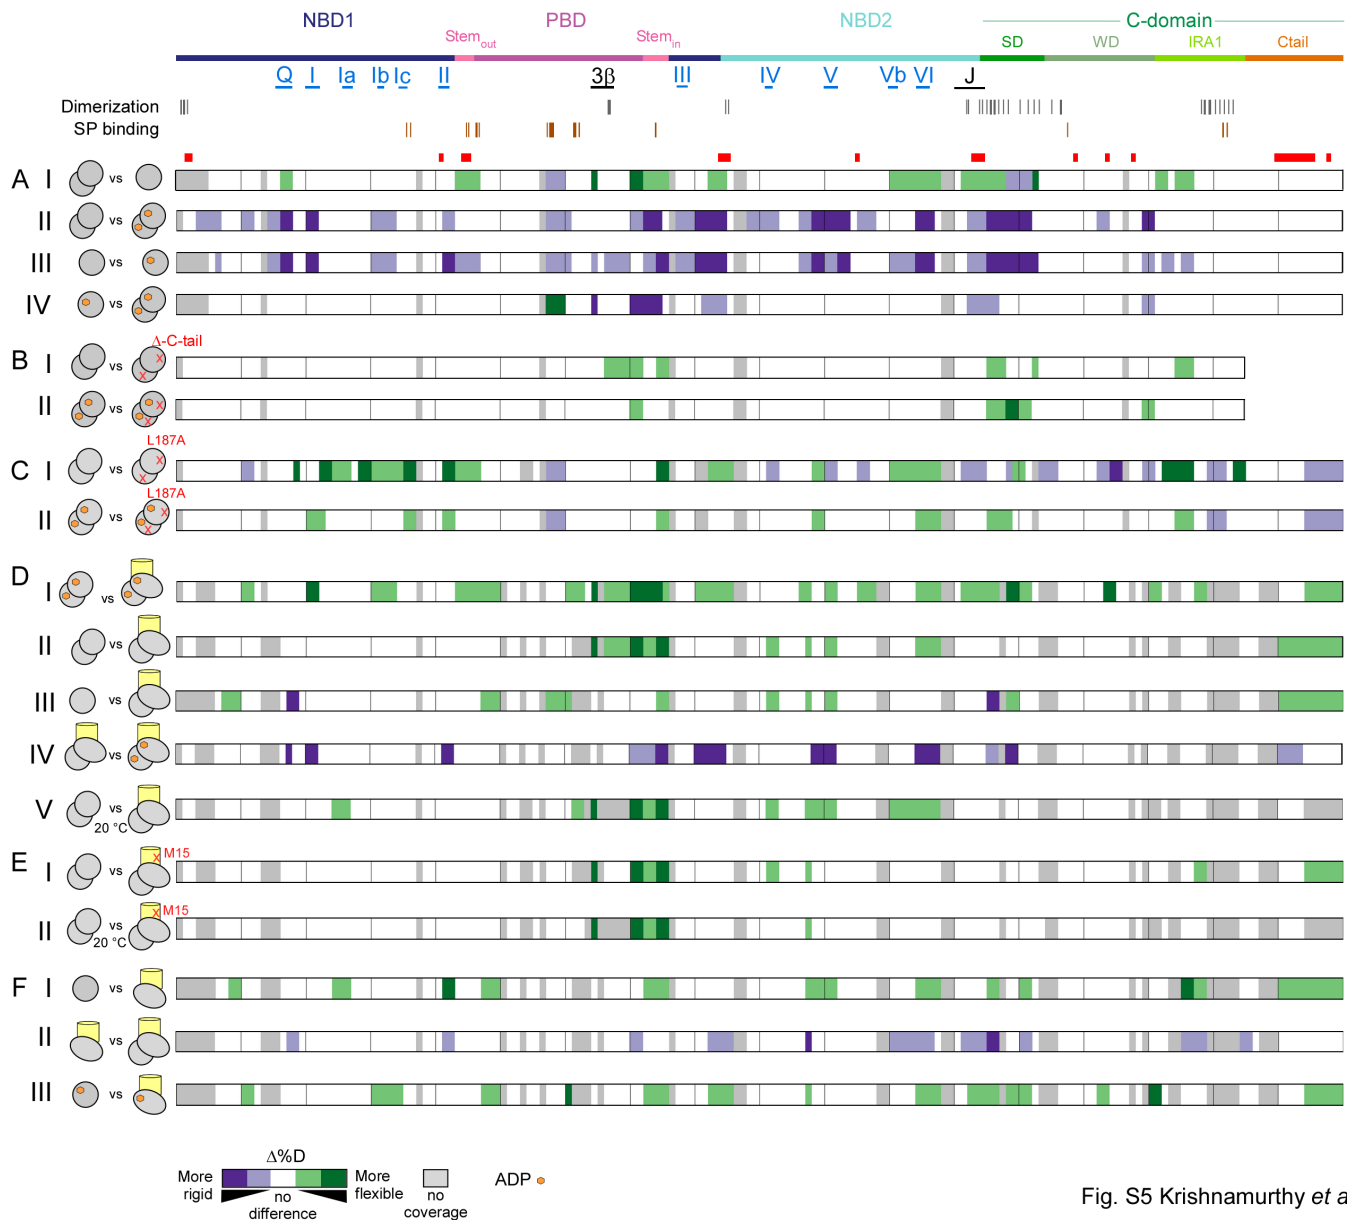 NBD1 PBD NBD2 C-domain
Stemout Stemin SD WD IRA1 Ctail
Q I Ia Ib Ic II 3β III IV V Vb VI J
Dimerization
SP binding
A I vs
II vs
III vs
IV vs
Δ-C-tail
B I vs
II vs
L187A
C I vs
L187A
II vs
D I vs
II vs
III vs
IV vs
V vs
20 °C
M15
E I vs
M15
II vs
20 °C
F I vs
II vs
III vs
Δ%D
More rigid
no difference
More flexible
no coverage
ADP
Fig. S5 Krishnamurthy et a